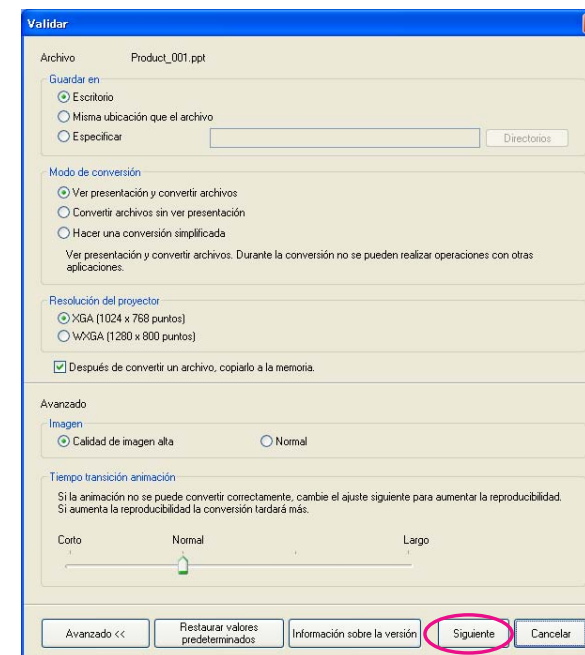 Validar
Archivo Product_001.ppt
Guardar en
Escritorio
Misma ubicación que el archivo
Especificar Directorios
Modo de conversión
Ver presentación y convertir archivos
Convertir archivos sin ver presentación
Hacer una conversión simplificada
Ver presentación y convertir archivos. Durante la conversión no se pueden realizar operaciones con otras
aplicaciones.
Resolución del proyector
XGA (1024 x 768 puntos)
WXGA (1280 x 800 puntos)
Después de convertir un archivo, copiarlo a la memoria.
Avanzado
Imagen
Calidad de imagen alta Normal
Tiempo transición animación
Si la animación no se puede convertir correctamente, cambie el ajuste siguiente para aumentar la reproducibilidad.
Si aumenta la reproducibilidad la conversión tardará más.
Corto Normal Largo
Avanzado << Restaurar valores predeterminados Información sobre la versión Siguiente Cancelar